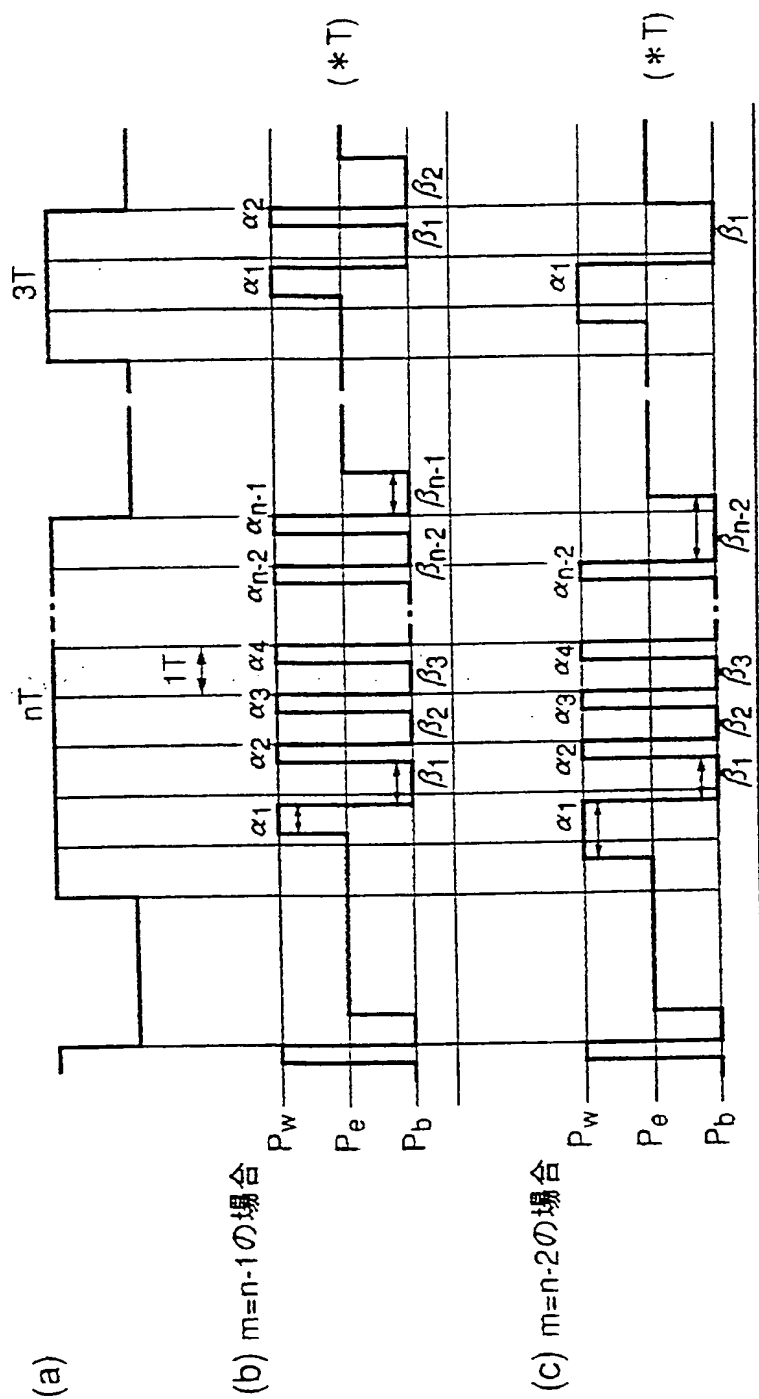 (a)
nT
3T
1T
(b) m=n-1の場合
α1 α2 α3 α4 αn-2 αn-1 α1 α2
Pw
Pe
(*T)
Pb
β1 β2 β3 βn-2 βn-1 β1 β2
(c) m=n-2の場合
α1 α2 α3 α4 αn-2 α1
Pw
Pe
(*T)
Pb
β1 β2 β3 βn-2 β1